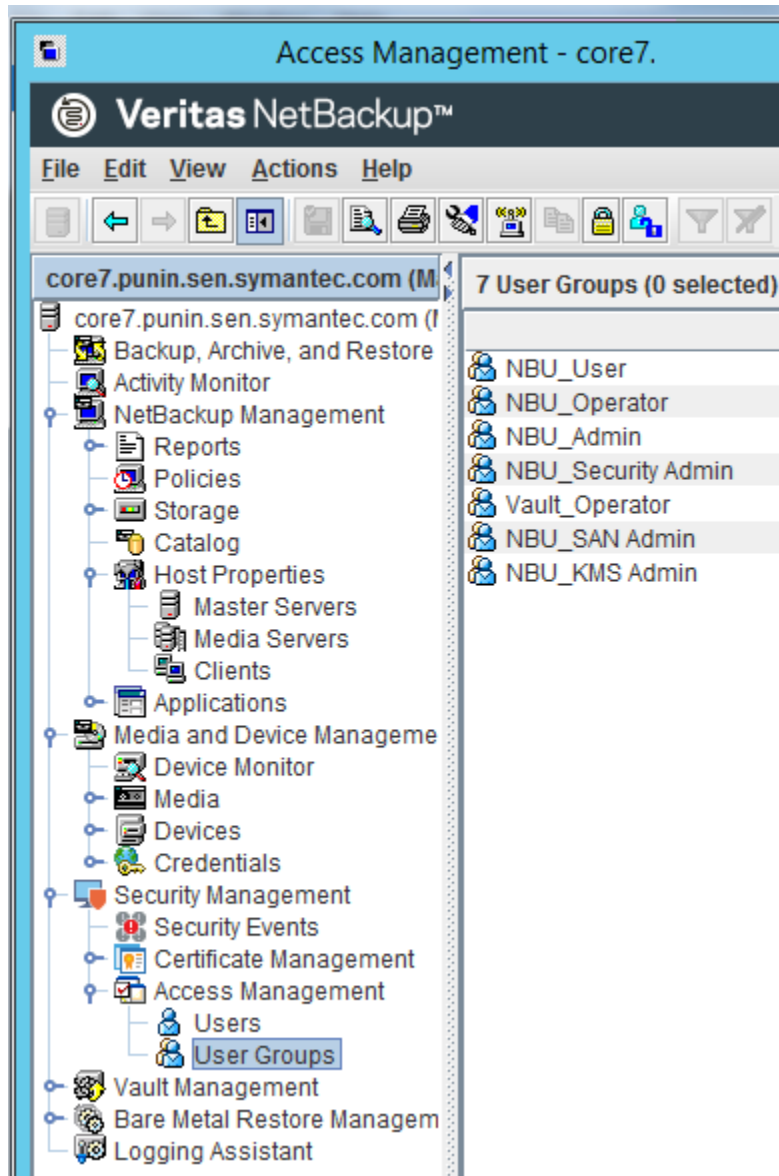 Access Management - core7.
Veritas NetBackup™
File Edit View Actions Help
core7.punin.sen.symantec.com (M
7 User Groups (0 selected)
core7.punin.sen.symantec.com (M
Backup, Archive, and Restore
Activity Monitor
NetBackup Management
Reports
Policies
Storage
Catalog
Host Properties
Master Servers
Media Servers
Clients
Applications
Media and Device Manageme
Device Monitor
Media
Devices
Credentials
Security Management
Security Events
Certificate Management
Access Management
Users
User Groups
Vault Management
Bare Metal Restore Managem
Logging Assistant
NBU_User
NBU_Operator
NBU_Admin
NBU_Security Admin
Vault_Operator
NBU_SAN Admin
NBU_KMS Admin